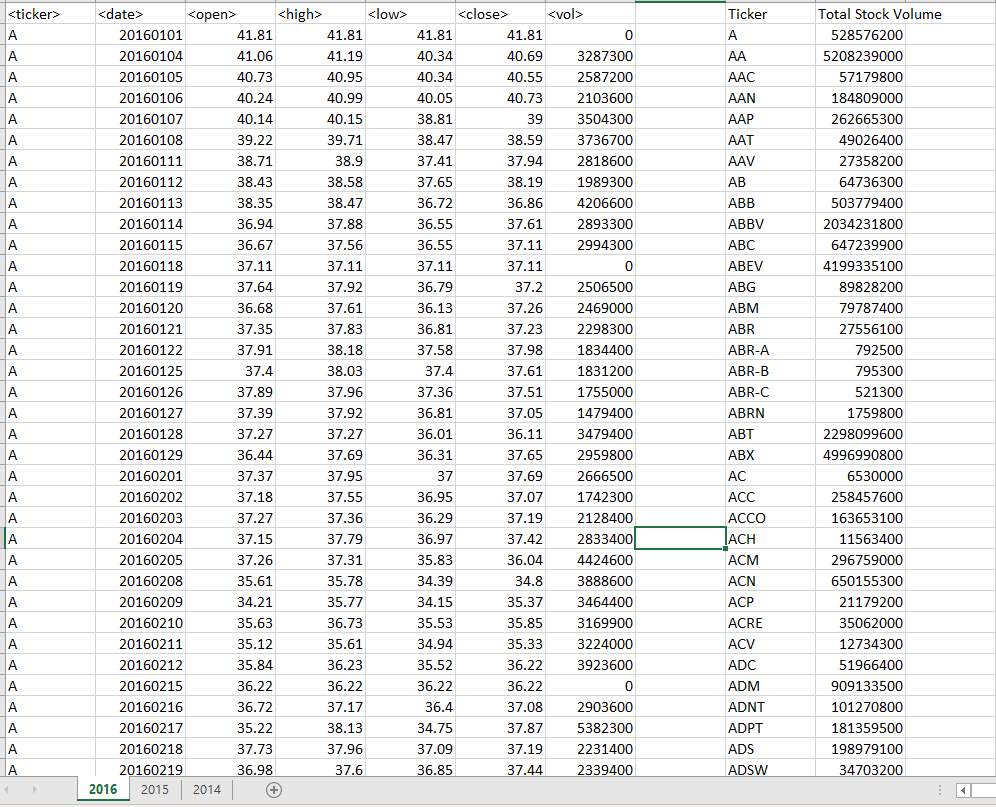 <ticker> <date> <open> <high> <low> <close> <vol> Ticker Total Stock Volume
A 20160101 41.81 41.81 41.81 41.81 0 A 528576200
A 20160104 41.06 41.19 40.34 40.69 3287300 AA 5208239000
A 20160105 40.73 40.95 40.34 40.55 2587200 AAC 57179800
A 20160106 40.24 40.99 40.05 40.73 2103600 AAN 184809000
A 20160107 40.14 40.15 38.81 39 3504300 AAP 262665300
A 20160108 39.22 39.71 38.47 38.59 3736700 AAT 49026400
A 20160111 38.71 38.9 37.41 37.94 2818600 AAV 27358200
A 20160112 38.43 38.58 37.65 38.19 1989300 AB 64736300
A 20160113 38.35 38.47 36.72 36.86 4206600 ABB 503779400
A 20160114 36.94 37.88 36.55 37.61 2893300 ABBV 2034231800
A 20160115 36.67 37.56 36.55 37.11 2994300 ABC 647239900
A 20160118 37.11 37.11 37.11 37.11 0 ABEV 4199335100
A 20160119 37.64 37.92 36.79 37.2 2506500 ABG 89828200
A 20160120 36.68 37.61 36.13 37.26 2469000 ABM 79787400
A 20160121 37.35 37.83 36.81 37.23 2298300 ABR 27556100
A 20160122 37.91 38.18 37.58 37.98 1834400 ABR-A 792500
A 20160125 37.4 38.03 37.4 37.61 1831200 ABR-B 795300
A 20160126 37.89 37.96 37.36 37.51 1755000 ABR-C 521300
A 20160127 37.39 37.92 36.81 37.05 1479400 ABRN 1759800
A 20160128 37.27 37.27 36.01 36.11 3479400 ABT 2298099600
A 20160129 36.44 37.69 36.31 37.65 2959800 ABX 4996990800
A 20160201 37.37 37.95 37 37.69 2666500 AC 6530000
A 20160202 37.18 37.55 36.95 37.07 1742300 ACC 258457600
A 20160203 37.27 37.36 36.29 37.19 2128400 ACCO 163653100
A 20160204 37.15 37.79 36.97 37.42 2833400 ACH 11563400
A 20160205 37.26 37.31 35.83 36.04 4424600 ACM 296759000
A 20160208 35.61 35.78 34.39 34.8 3888600 ACN 650155300
A 20160209 34.21 35.77 34.15 35.37 3464400 ACP 21179200
A 20160210 35.63 36.73 35.53 35.85 3169900 ACRE 35062000
A 20160211 35.12 35.61 34.94 35.33 3224000 ACV 12734300
A 20160212 35.84 36.23 35.52 36.22 3923600 ADC 51966400
A 20160215 36.22 36.22 36.22 36.22 0 ADM 909133500
A 20160216 36.72 37.17 36.4 37.08 2903600 ADNT 101270800
A 20160217 35.22 38.13 34.75 37.87 5382300 ADPT 181359500
A 20160218 37.73 37.96 37.09 37.19 2231400 ADS 198979100
A 20160219 36.98 37.6 36.85 37.44 2339400 ADSW 34703200
2016 2015 2014